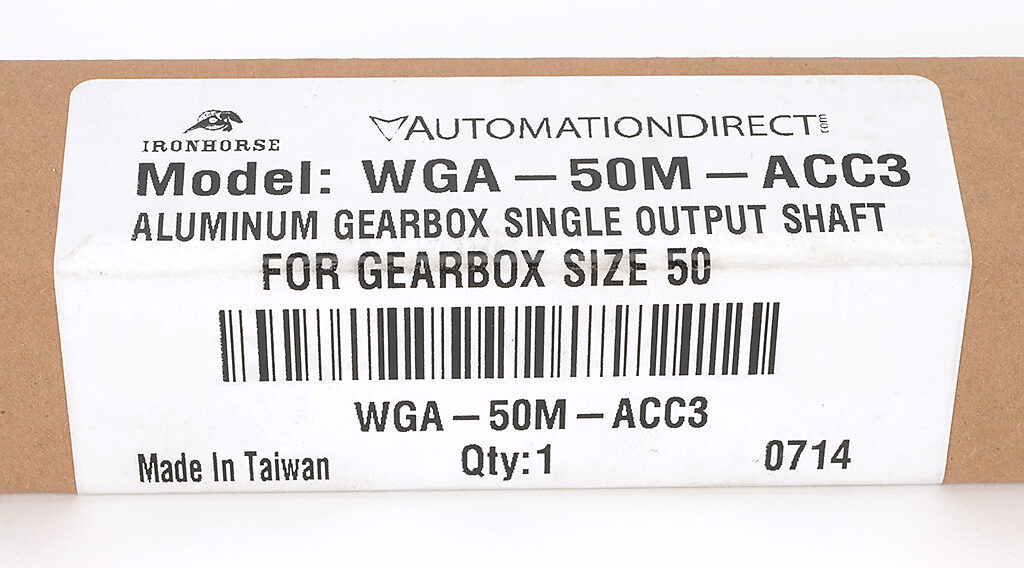 IRONHORSE
AUTOMATIONDIRECT.com
Model: WGA – 50M – ACC3
ALUMINUM GEARBOX SINGLE OUTPUT SHAFT
FOR GEARBOX SIZE 50
WGA – 50M – ACC3
Made In Taiwan Qty:1 0714